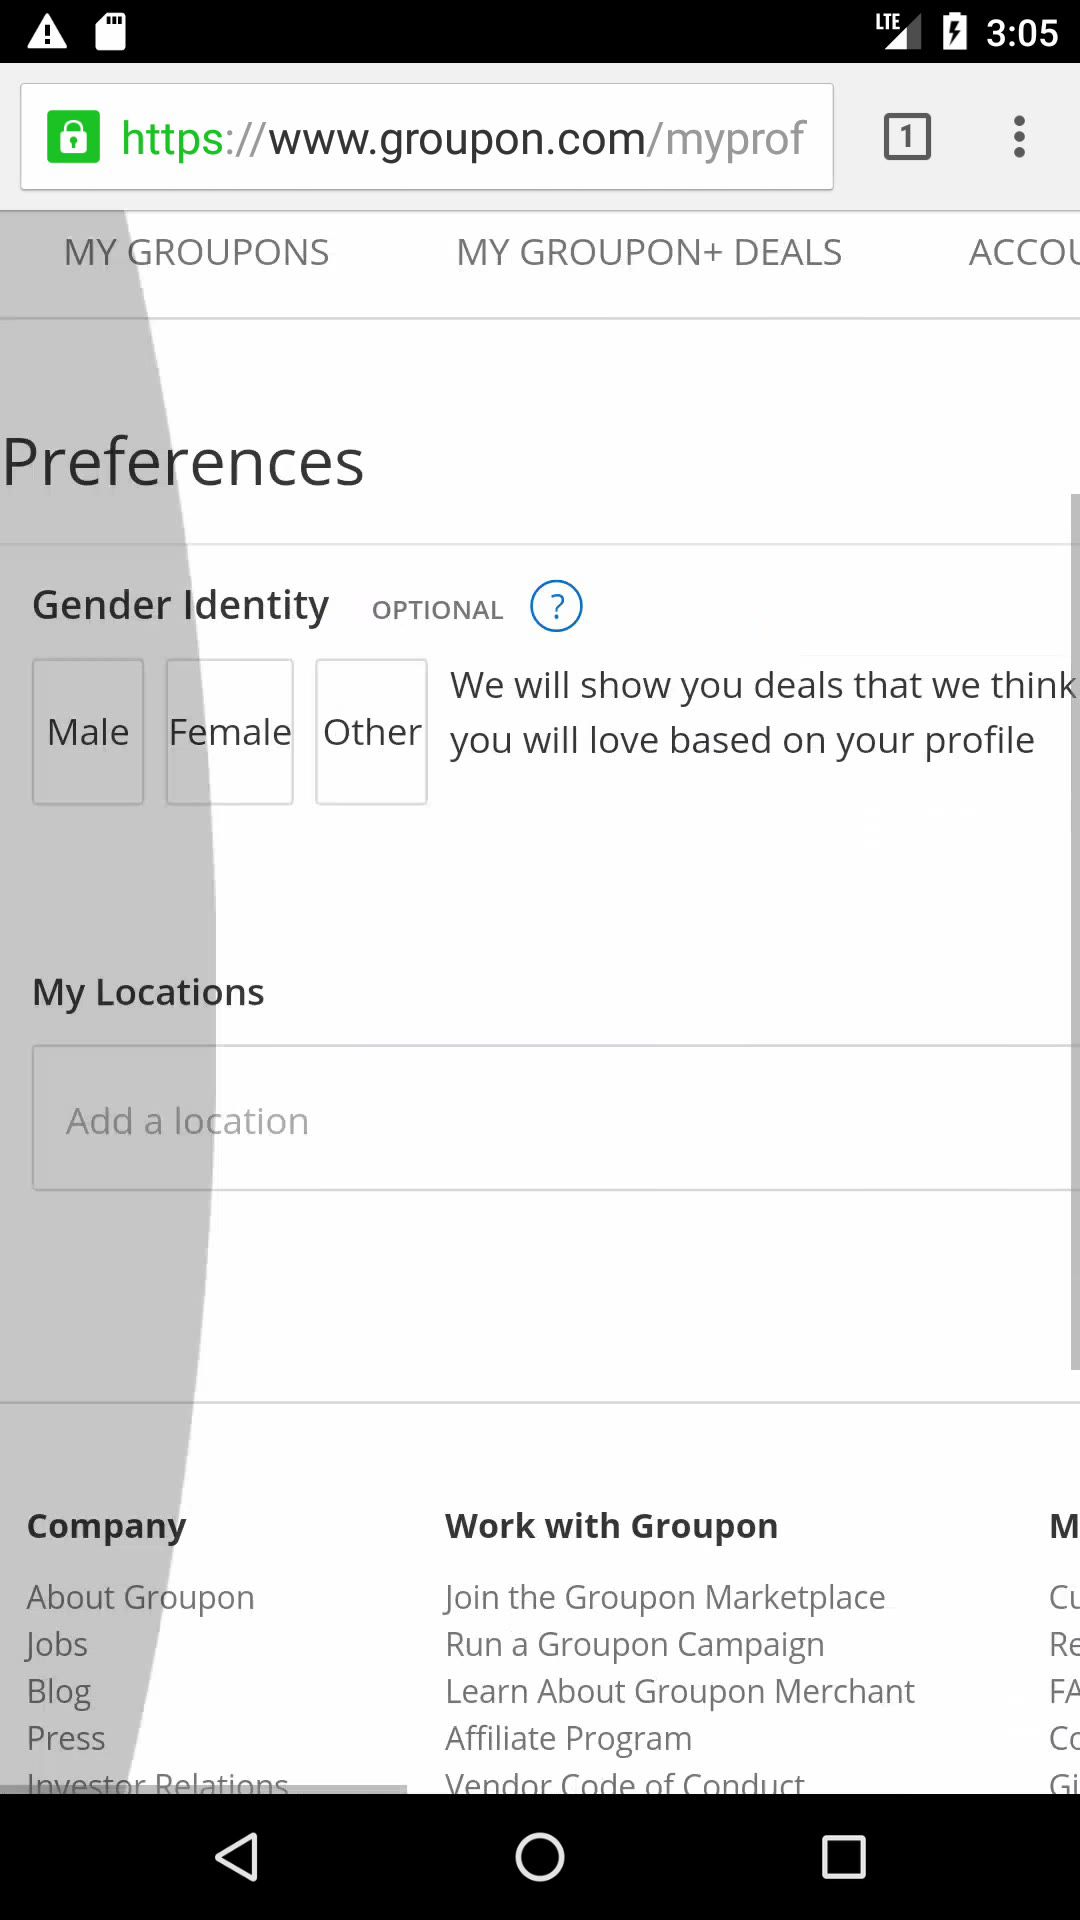 LTE 3:05
https://www.groupon.com/myprof 1
MY GROUPONS MY GROUPON+ DEALS ACCOU
Preferences
Gender Identity OPTIONAL ?
Male Female Other
We will show you deals that we think
you will love based on your profile
My Locations
Add a location
Company
About Groupon
Jobs
Blog
Press
Investor Relations
Work with Groupon
Join the Groupon Marketplace
Run a Groupon Campaign
Learn About Groupon Merchant
Affiliate Program
Vendor Code of Conduct
M
Cu
Re
FA
Co
Gi